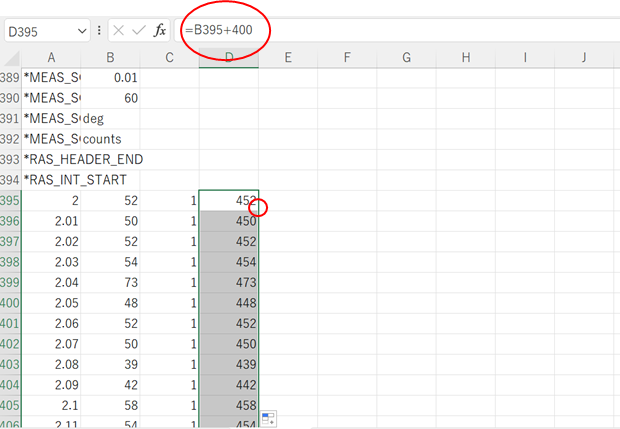 D395 fx =B395+400
A B C D E F G H I J
389 *MEAS_S 0.01
390 *MEAS_S 60
391 *MEAS_S deg
392 *MEAS_S counts
393 *RAS_HEADER_END
394 *RAS_INT_START
395 2 52 1 452
396 2.01 50 1 450
397 2.02 52 1 452
398 2.03 54 1 454
399 2.04 73 1 473
400 2.05 48 1 448
401 2.06 52 1 452
402 2.07 50 1 450
403 2.08 39 1 439
404 2.09 42 1 442
405 2.1 58 1 458
406 2.11 54 1 454